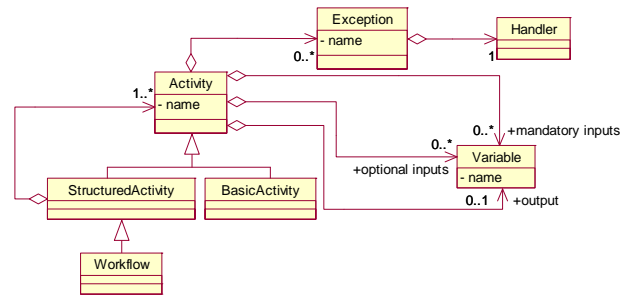 Exception
- name
Handler
0..*
1
Activity
- name
1..*
0..*
+mandatory inputs
0..*
+optional inputs
Variable
- name
0..1
+output
StructuredActivity
BasicActivity
Workflow